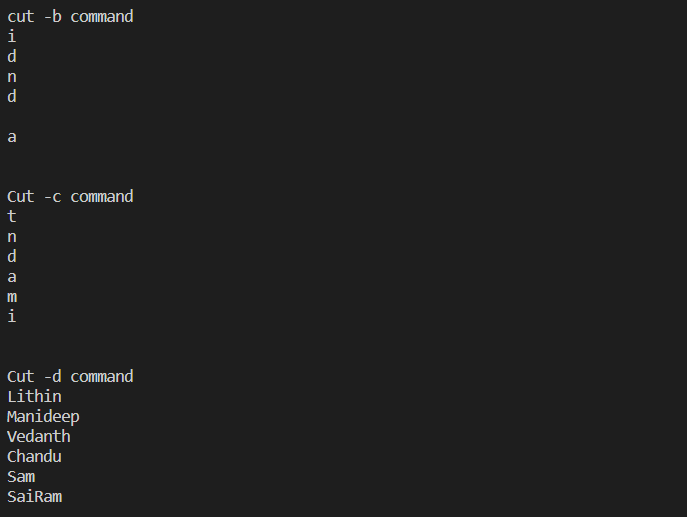 cut -b command
i
d
n
d

a

Cut -c command
t
n
d
a
m
i

Cut -d command
Lithin
Manideep
Vedanth
Chandu
Sam
SaiRam